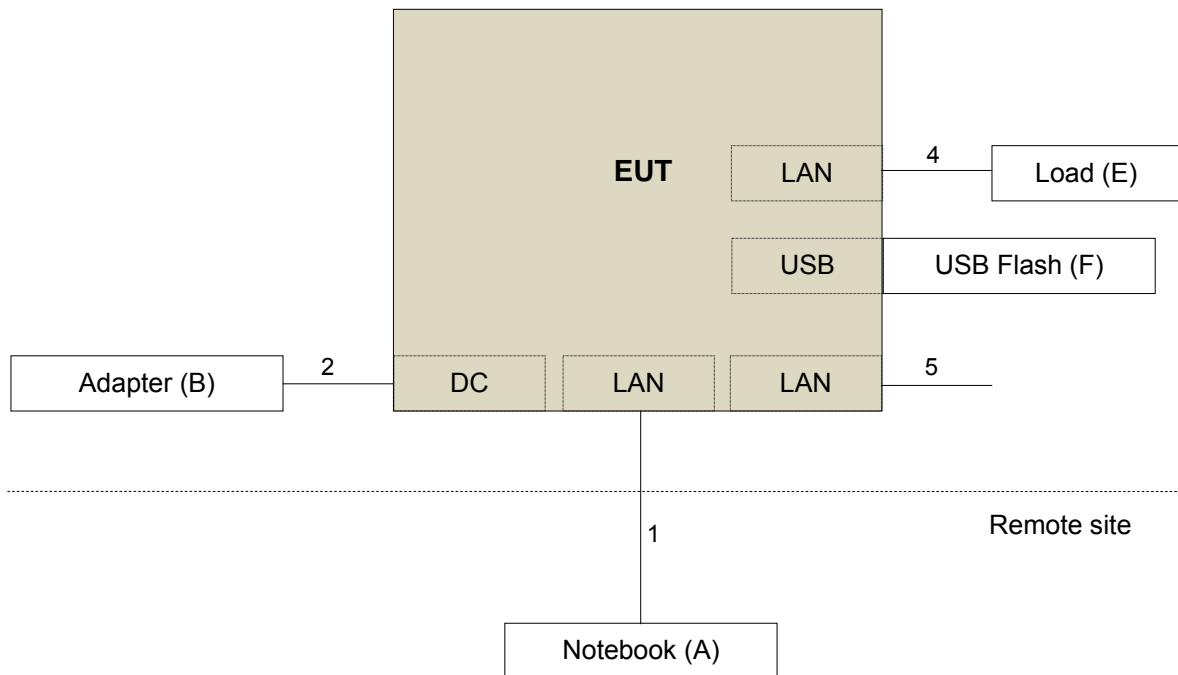 EUT
LAN
4
Load (E)
USB
USB Flash (F)
Adapter (B)
2
DC
LAN
LAN
5
1
Remote site
Notebook (A)